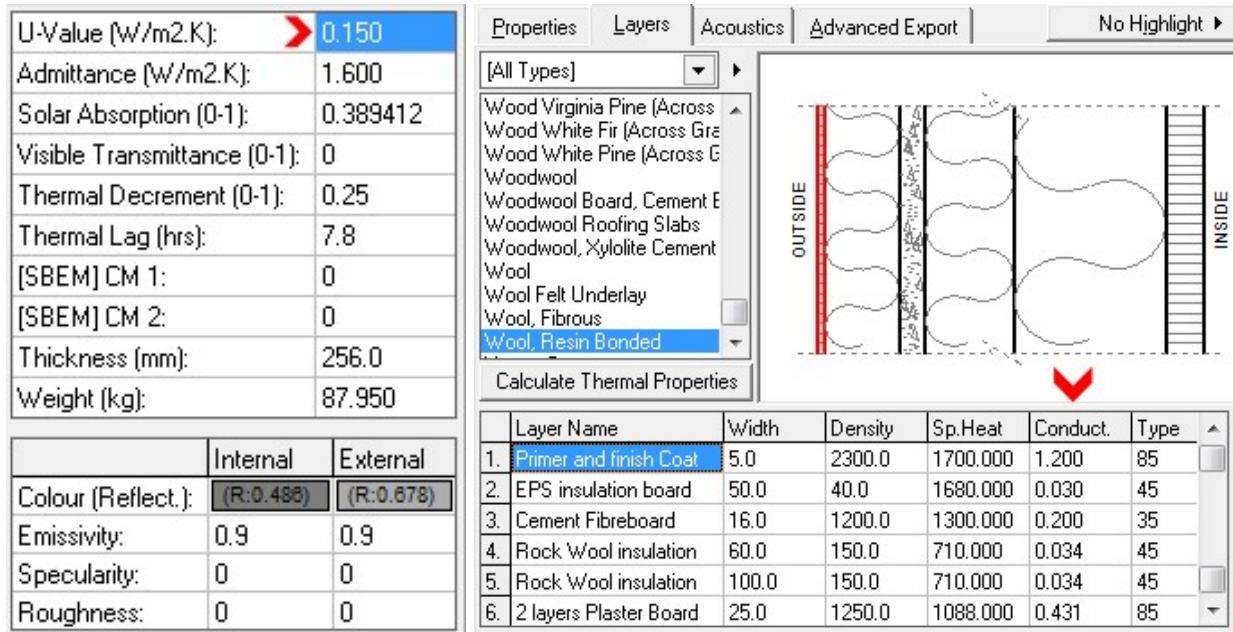 U-Value (W/m2.K): 0.150
Admittance (W/m2.K): 1.600
Solar Absorption (0-1): 0.389412
Visible Transmittance (0-1): 0
Thermal Decrement (0-1): 0.25
Thermal Lag (hrs): 7.8
[SBEM] CM 1: 0
[SBEM] CM 2: 0
Thickness (mm): 256.0
Weight (kg): 87.950
Internal External
Colour (Reflect.): (R:0.486) (R:0.678)
Emissivity: 0.9 0.9
Specularity: 0 0
Roughness: 0 0
Properties Layers Acoustics Advanced Export No Highlight
[All Types]
Wood Virginia Pine (Across
Wood White Fir (Across Gra
Wood White Pine (Across G
Woodwool
Woodwool Board, Cement B
Woodwool Roofing Slabs
Woodwool, Xylolite Cement
Wool
Wool Felt Underlay
Wool, Fibrous
Wool, Resin Bonded
Calculate Thermal Properties
OUTSIDE
INSIDE
Layer Name Width Density Sp.Heat Conduct. Type
1. Primer and finish Coat 5.0 2300.0 1700.000 1.200 85
2. EPS insulation board 50.0 40.0 1680.000 0.030 45
3. Cement Fibreboard 16.0 1200.0 1300.000 0.200 35
4. Rock Wool insulation 60.0 150.0 710.000 0.034 45
5. Rock Wool insulation 100.0 150.0 710.000 0.034 45
6. 2 layers Plaster Board 25.0 1250.0 1088.000 0.431 85